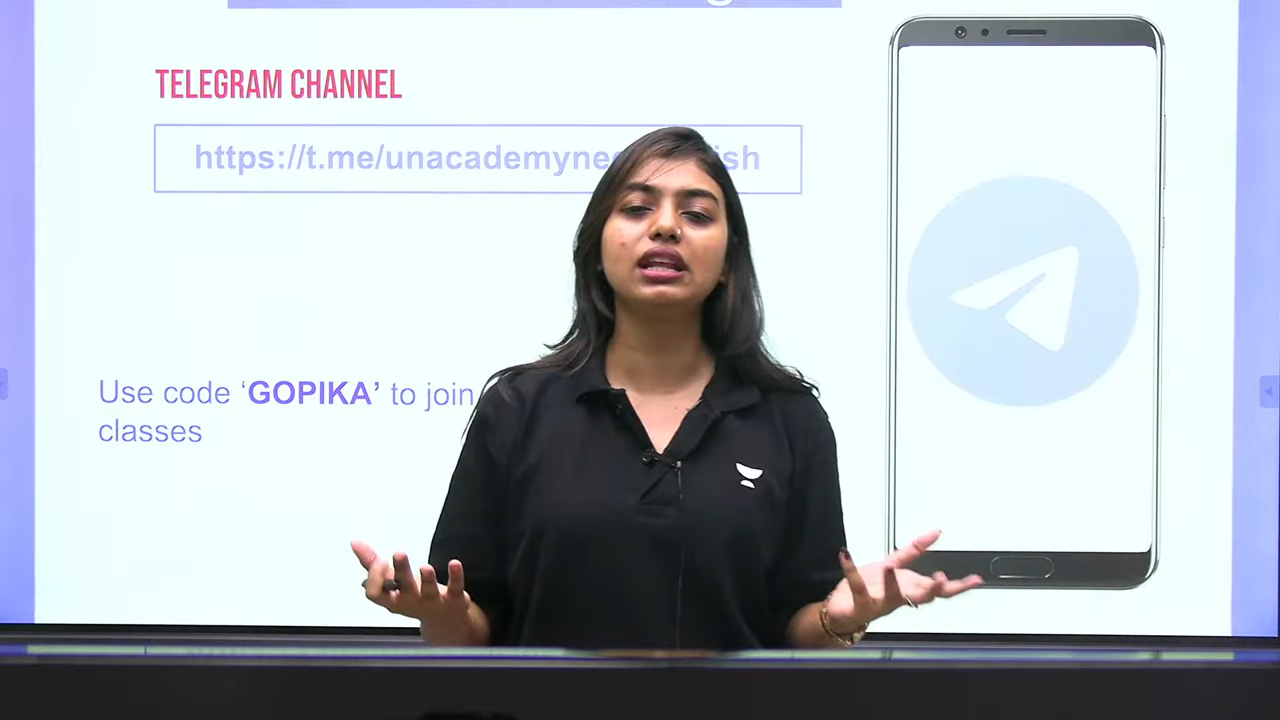 TELEGRAM CHANNEL
https://t.me/unacademyne ish
Use code ‘GOPIKA’ to join
classes